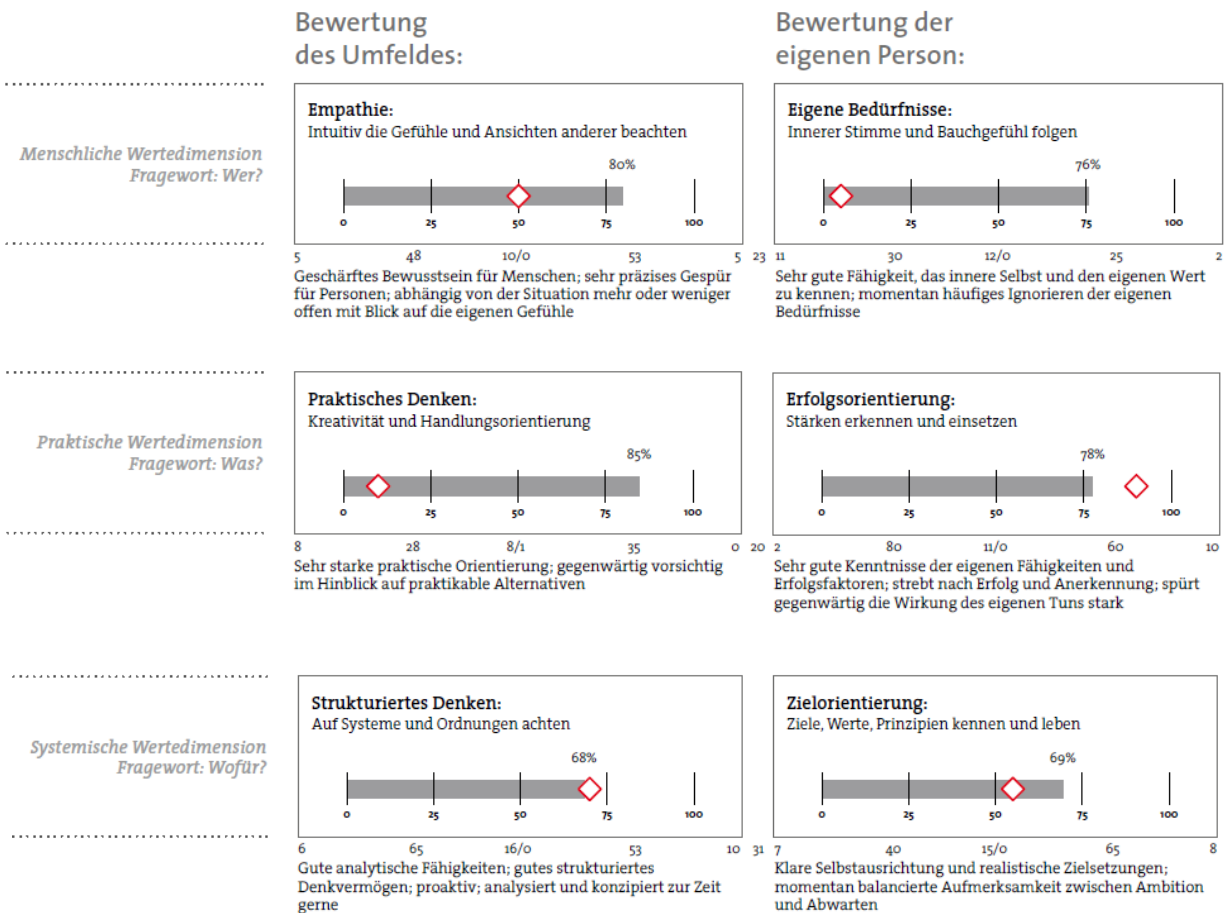 Bewertung
des Umfeldes:
Bewertung der
eigenen Person:
Menschliche Wertedimension
Fragewort: Wer?
Empathie:
Intuitiv die Gefühle und Ansichten anderer beachten
80%
0 25 50 75 100
5 48 10/0 53 5 23
Geschärftes Bewusstsein für Menschen; sehr präzises Gespür
für Personen; abhängig von der Situation mehr oder weniger
offen mit Blick auf die eigenen Gefühle
Eigene Bedürfnisse:
Innerer Stimme und Bauchgefühl folgen
76%
0 25 50 75 100
11 30 12/0 25 2
Sehr gute Fähigkeit, das innere Selbst und den eigenen Wert
zu kennen; momentan häufiges Ignorieren der eigenen
Bedürfnisse
Praktische Wertedimension
Fragewort: Was?
Praktisches Denken:
Kreativität und Handlungsorientierung
85%
0 25 50 75 100
8 28 8/1 35 0 20
Sehr starke praktische Orientierung; gegenwärtig vorsichtig
im Hinblick auf praktikable Alternativen
Erfolgsorientierung:
Stärken erkennen und einsetzen
78%
0 25 50 75 100
2 80 11/0 60 10
Sehr gute Kenntnisse der eigenen Fähigkeiten und
Erfolgsfaktoren; strebt nach Erfolg und Anerkennung; spürt
gegenwärtig die Wirkung des eigenen Tuns stark
Systemische Wertedimension
Fragewort: Wofür?
Strukturiertes Denken:
Auf Systeme und Ordnungen achten
68%
0 25 50 75 100
6 65 16/0 53 10 31
Gute analytische Fähigkeiten; gutes strukturiertes
Denkvermögen; proaktiv; analysiert und konzipiert zur Zeit
gerne
Zielorientierung:
Ziele, Werte, Prinzipien kennen und leben
69%
0 25 50 75 100
7 40 15/0 65 8
Klare Selbstausrichtung und realistische Zielsetzungen;
momentan balancierte Aufmerksamkeit zwischen Ambition
und Abwarten